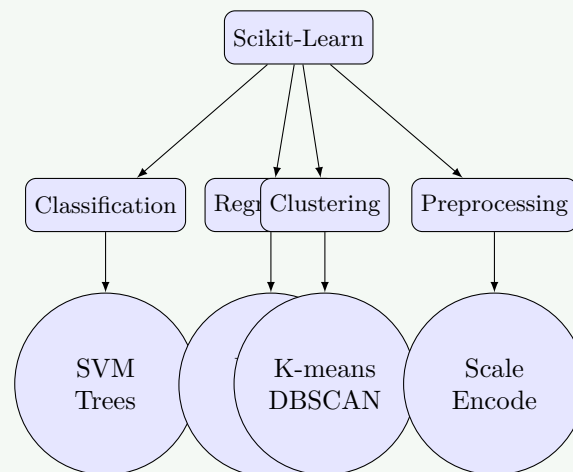 Scikit-Learn
Classification
Clustering
Preprocessing
SVM
Trees
K-means
DBSCAN
Scale
Encode